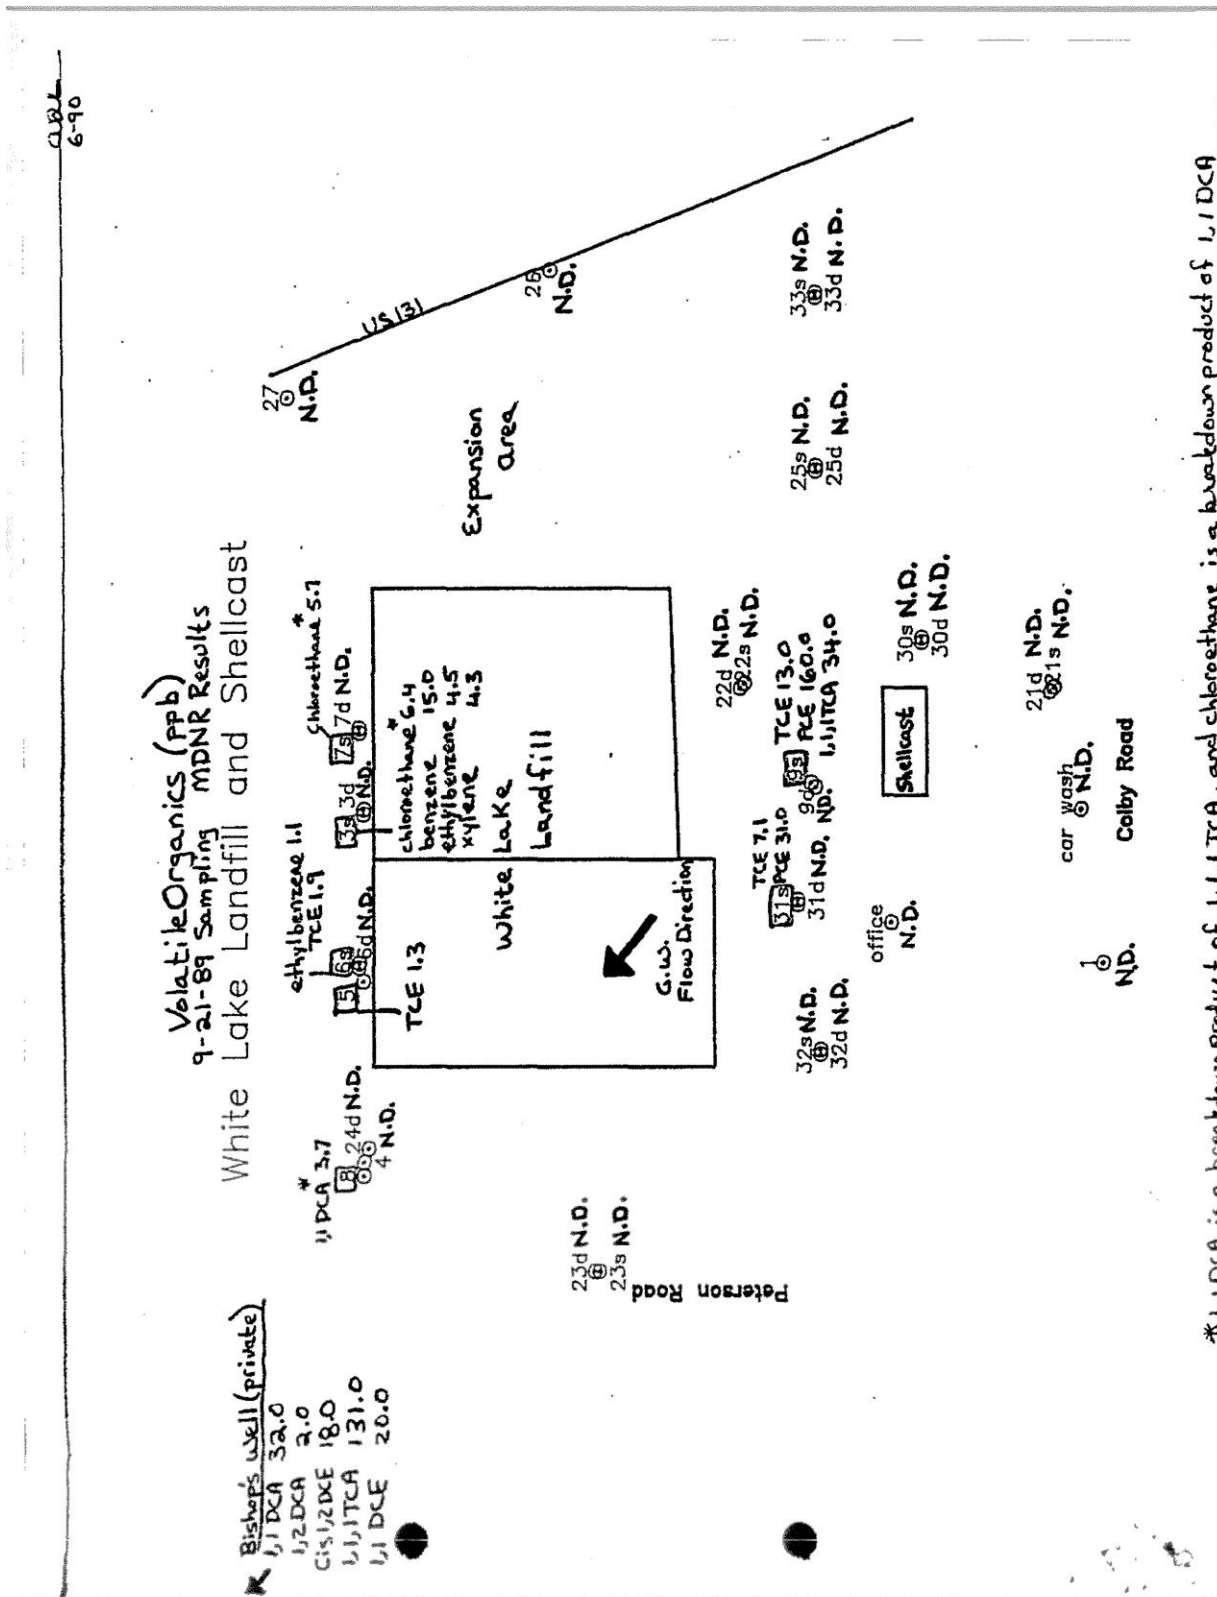 6-90
Volatile Organics (ppb)
9-21-89 Sampling MDNR Results
White Lake Landfill and Shellcast
Bishop's Well (private)
1,1 DCA 32.0
1,2 DCA 2.0
Cis 1,2 DCE 18.0
1,1,1 TCA 131.0
1,1 DCE 20.0
1,1 DCA* 3.7
8 24d N.D.
4 N.D.
ethylbenzene 1.1
TCE 1.9
5 6s
6d N.D.
TCE 1.3
Chloroethane* 5.7
3s 3d N.D.
7s 7d N.D.
chloroethane* 6.4
benzene 15.0
ethylbenzene 4.5
xylene 4.3
White Lake
Landfill
G.W.
Flow Direction
27
N.D.
US 131
26
N.D.
Expansion
area
23d N.D.
23s N.D.
Peterson Road
32s N.D.
32d N.D.
TCE 7.1
31s PCE 31.0
31d N.D.
9s TCE 13.0
PCE 160.0
1,1,1 TCA 34.0
9d N.D.
22d N.D.
22s N.D.
25s N.D.
25d N.D.
33s N.D.
33d N.D.
office
N.D.
Shellcast
30s N.D.
30d N.D.
1
N.D.
car wash
N.D.
Colby Road
21d N.D.
21s N.D.
*1,1 DCA is a breakdown product of 1,1,1 TCA, and chloroethane is a breakdown product of 1,1 DCA